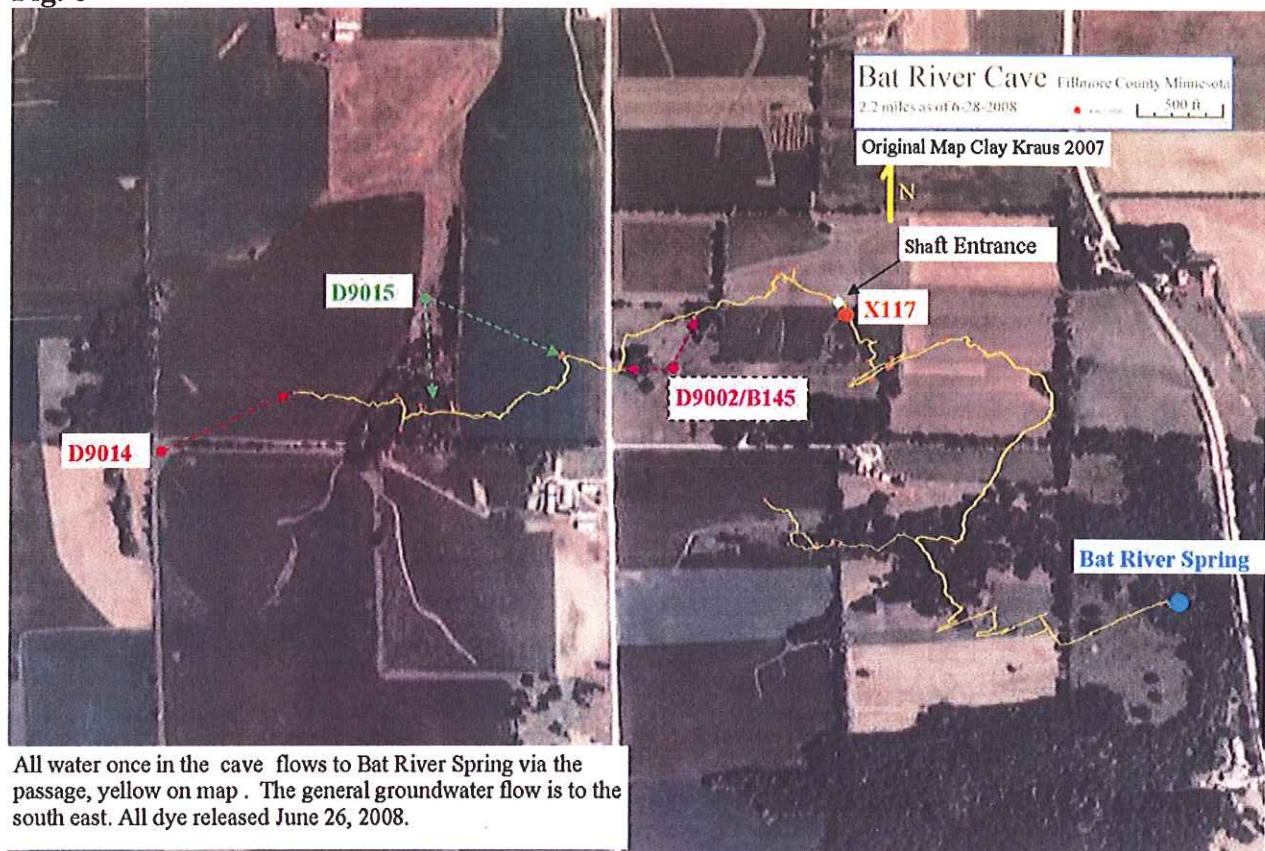 Bat River Cave Fillmore County Minnesota
2.2 miles as of 6-28-2008
500 ft
Original Map Clay Kraus 2007
N
Shaft Entrance
D9015
X117
D9002/B145
D9014
Bat River Spring
All water once in the cave flows to Bat River Spring via the
passage, yellow on map . The general groundwater flow is to the
south east. All dye released June 26, 2008.